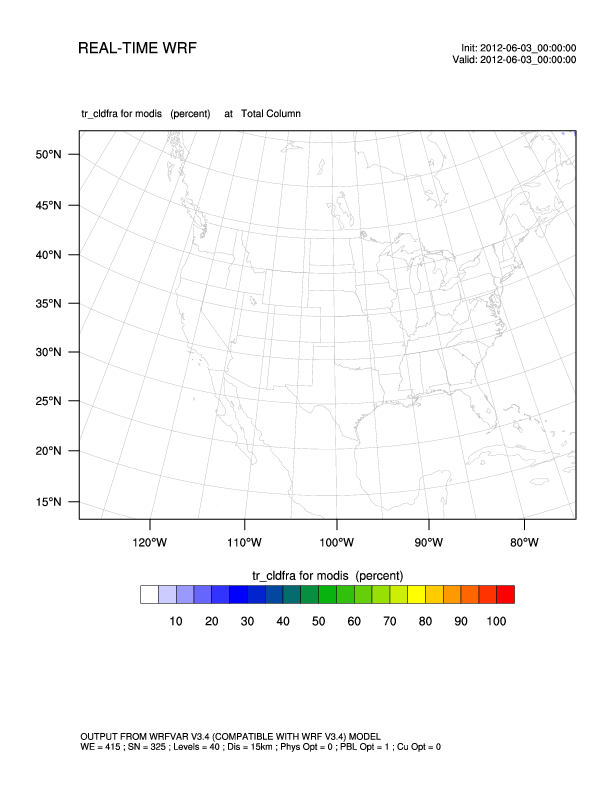 REAL-TIME WRF
Init: 2012-06-03_00:00:00
Valid: 2012-06-03_00:00:00
tr_cldfra for modis (percent) at Total Column
50°N
45°N
40°N
35°N
30°N
25°N
20°N
15°N
120°W 110°W 100°W 90°W 80°W
tr_cldfra for modis (percent)
10 20 30 40 50 60 70 80 90 100
OUTPUT FROM WRFVAR V3.4 (COMPATIBLE WITH WRF V3.4) MODEL
WE = 415 ; SN = 325 ; Levels = 40 ; Dis = 15km ; Phys Opt = 0 ; PBL Opt = 1 ; Cu Opt = 0